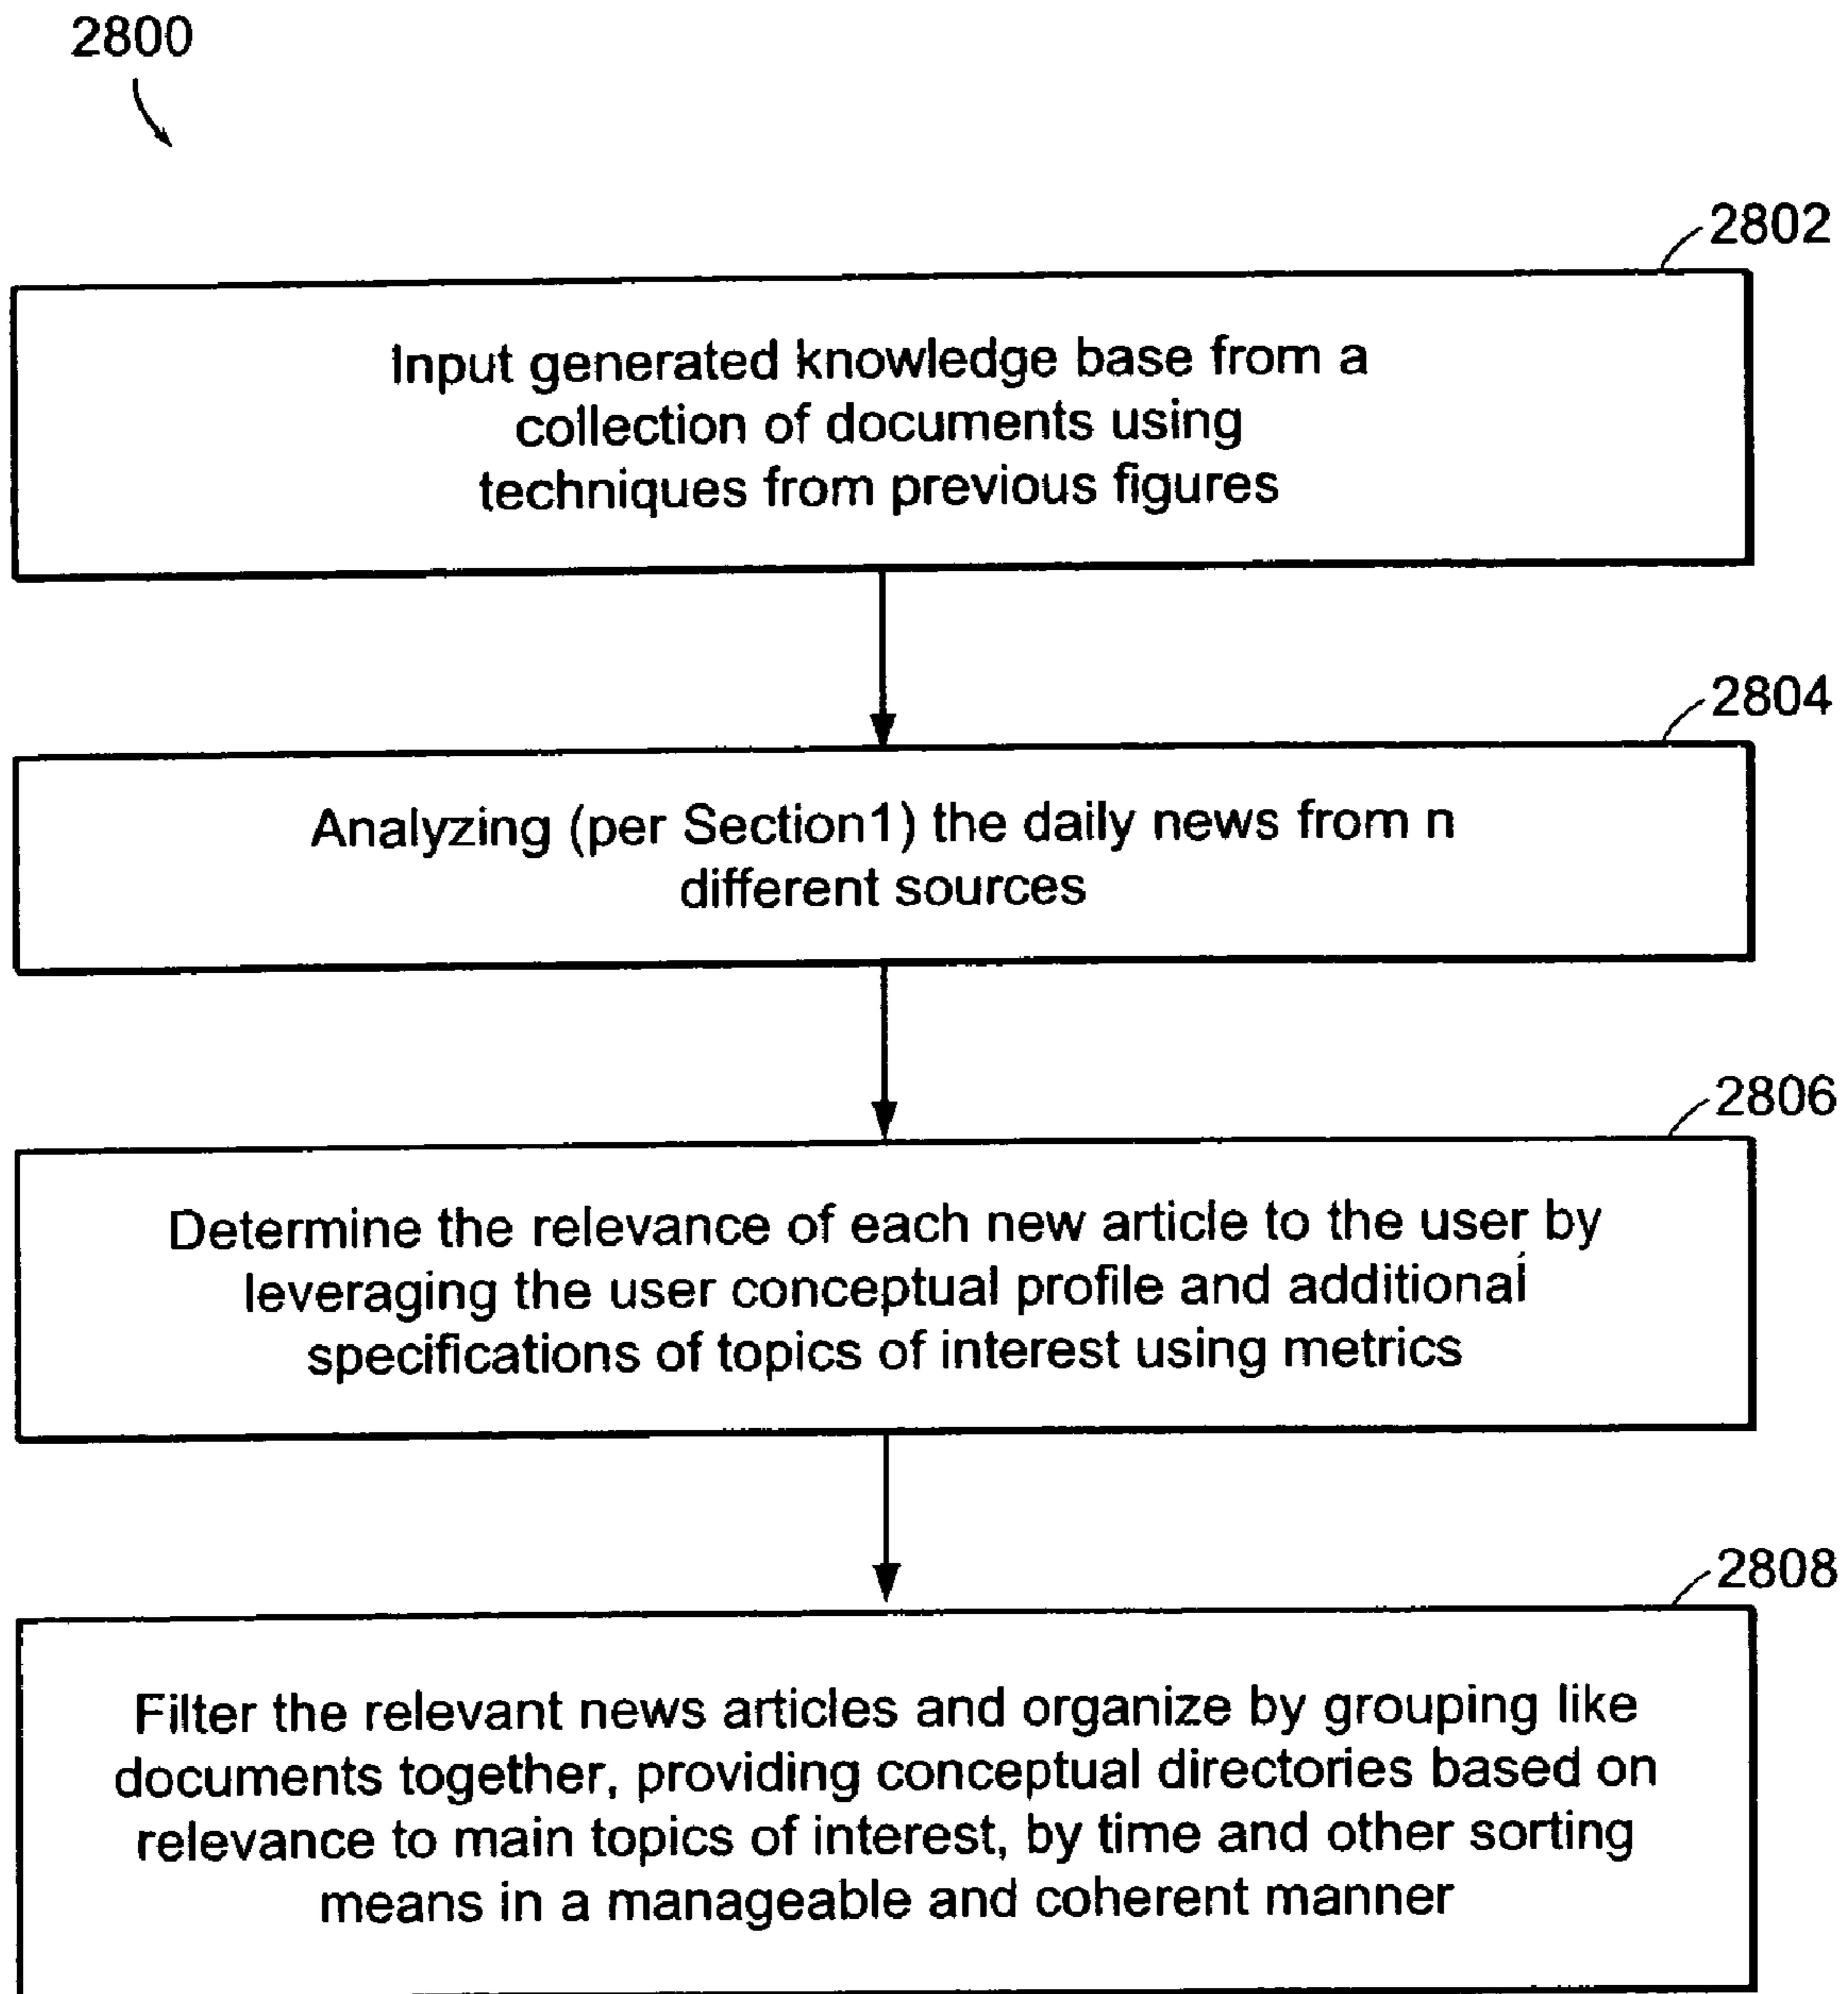 2800
2802
Input generated knowledge base from a
collection of documents using
techniques from previous figures
2804
Analyzing (per Section1) the daily news from n
different sources
2806
Determine the relevance of each new article to the user by
leveraging the user conceptual profile and additional
specifications of topics of interest using metrics
2808
Filter the relevant news articles and organize by grouping like
documents together, providing conceptual directories based on
relevance to main topics of interest, by time and other sorting
means in a manageable and coherent manner